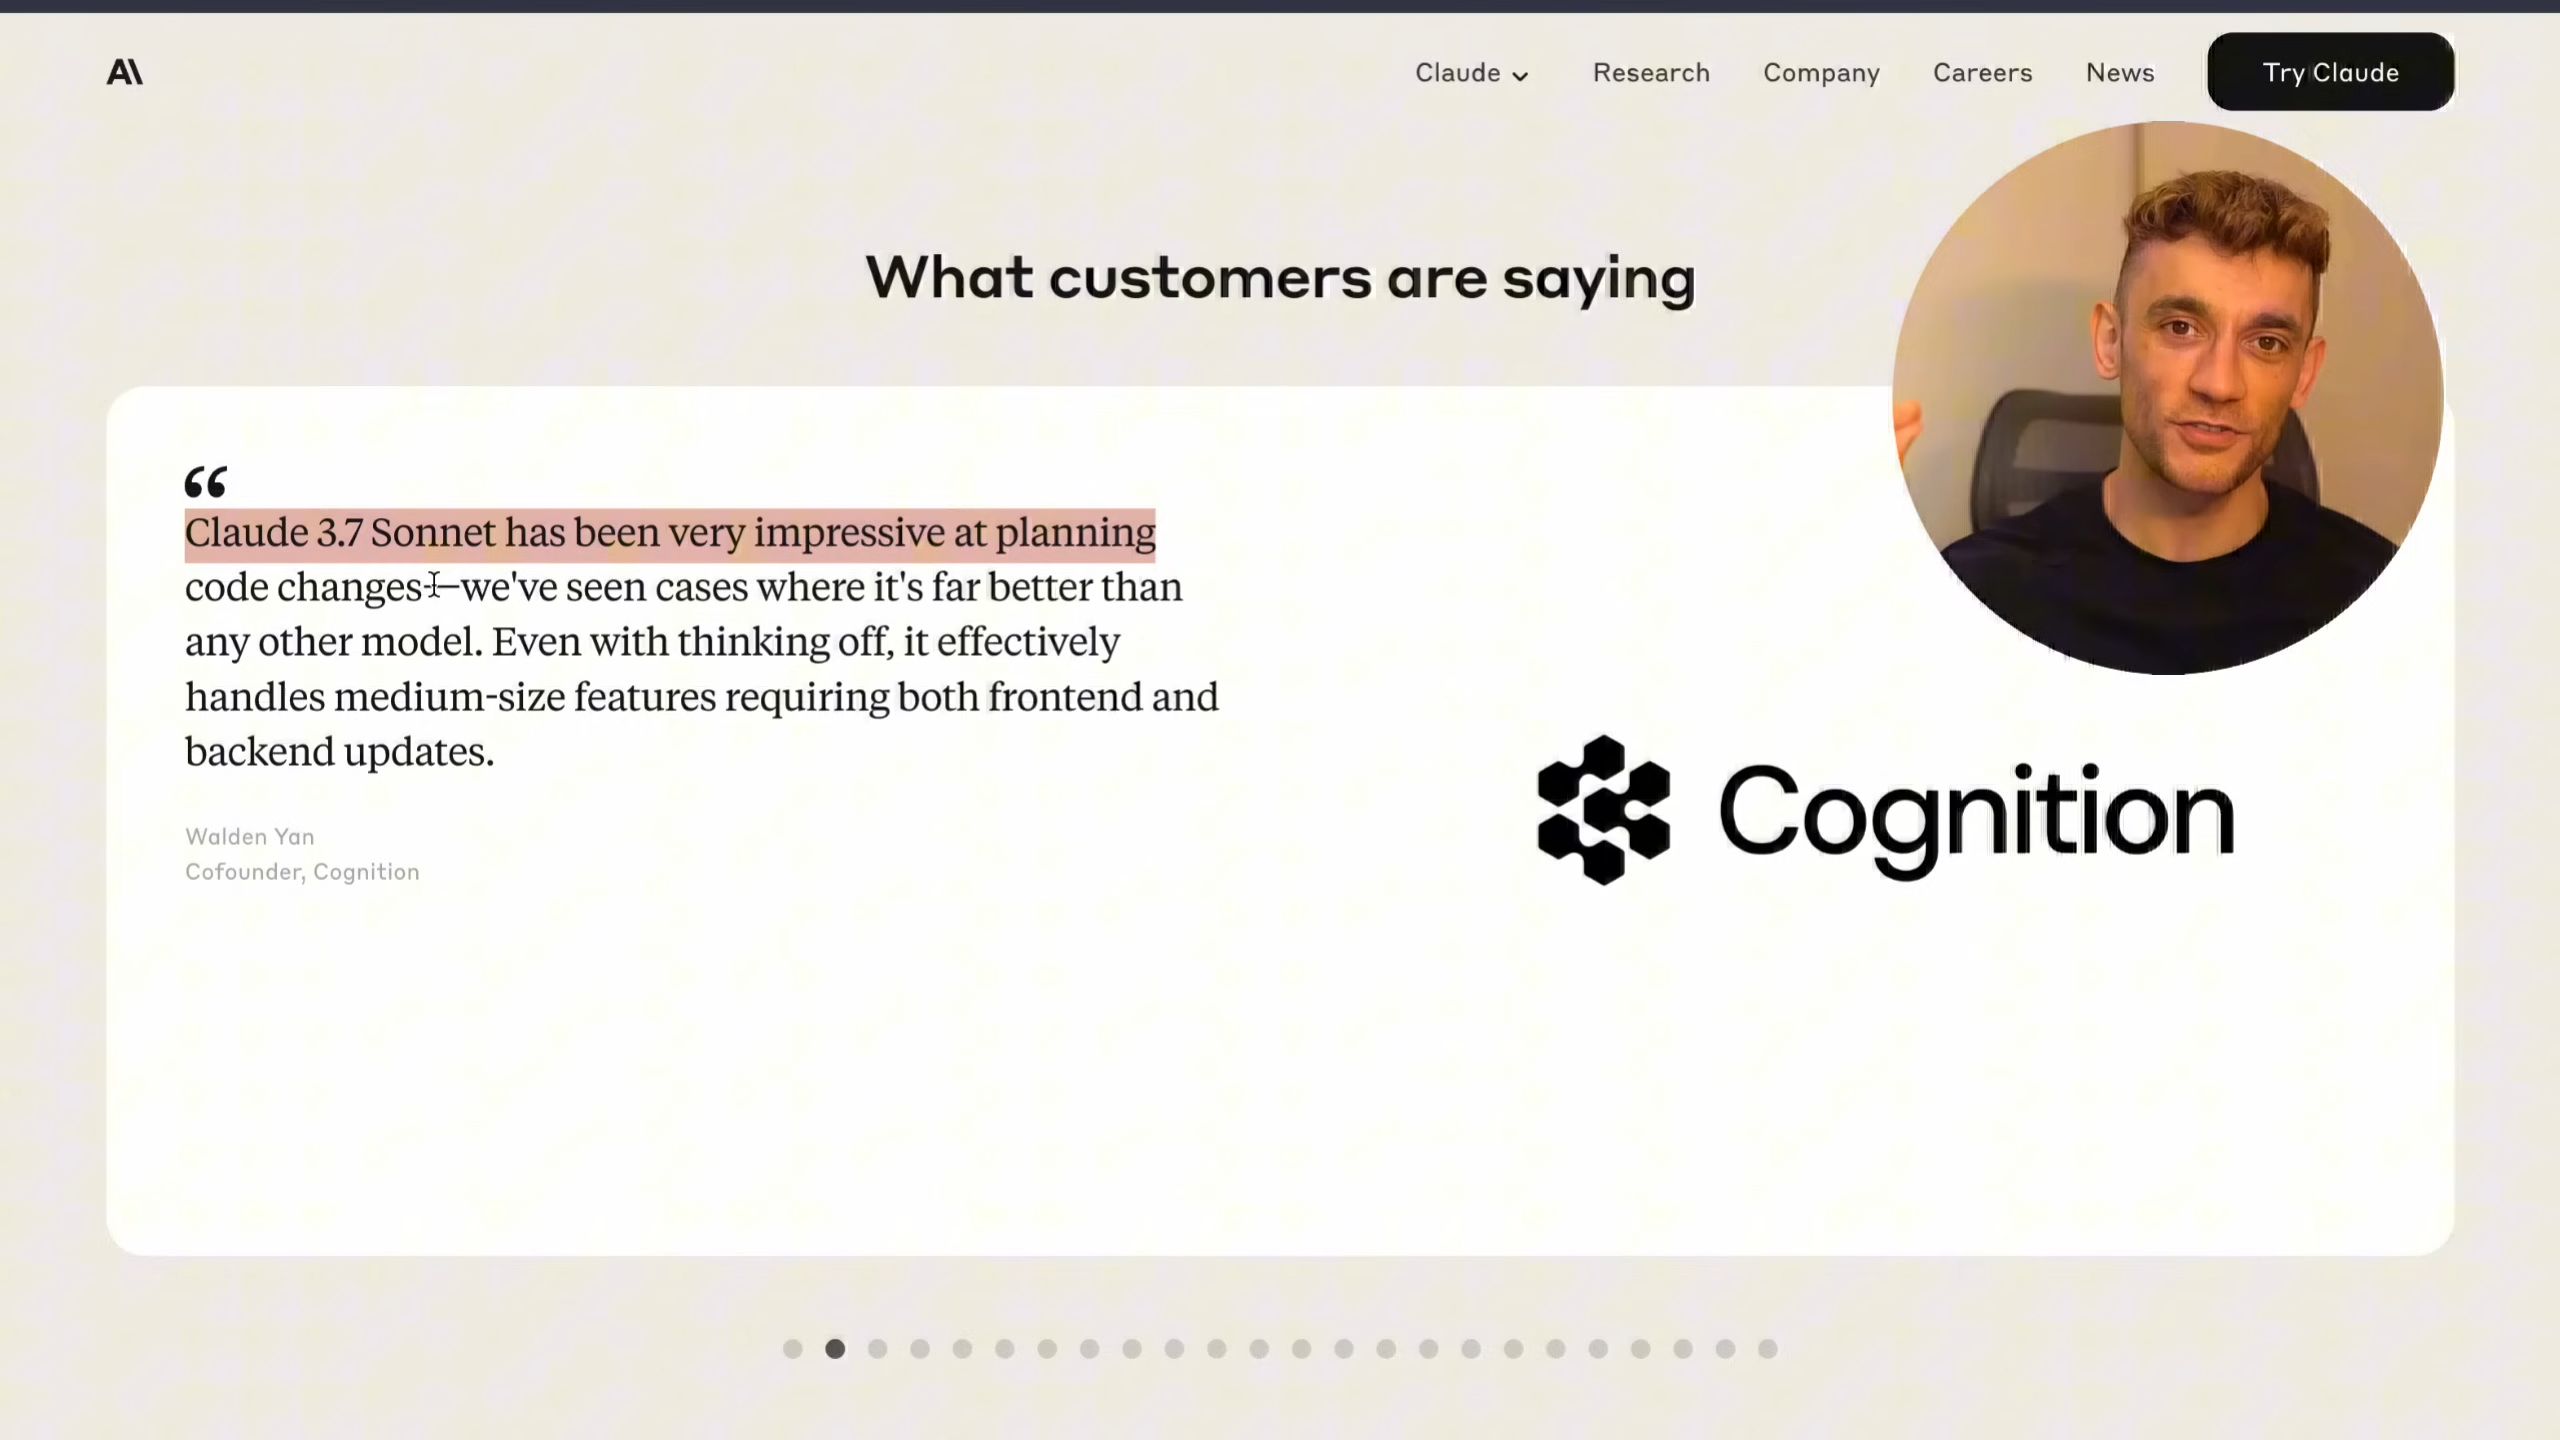 A\
Claude
Research
Company
Careers
News
Try Claude
What customers are saying
“
Claude 3.7 Sonnet has been very impressive at planning
code changes—we've seen cases where it's far better than
any other model. Even with thinking off, it effectively
handles medium-size features requiring both frontend and
backend updates.
Walden Yan
Cofounder, Cognition
Cognition